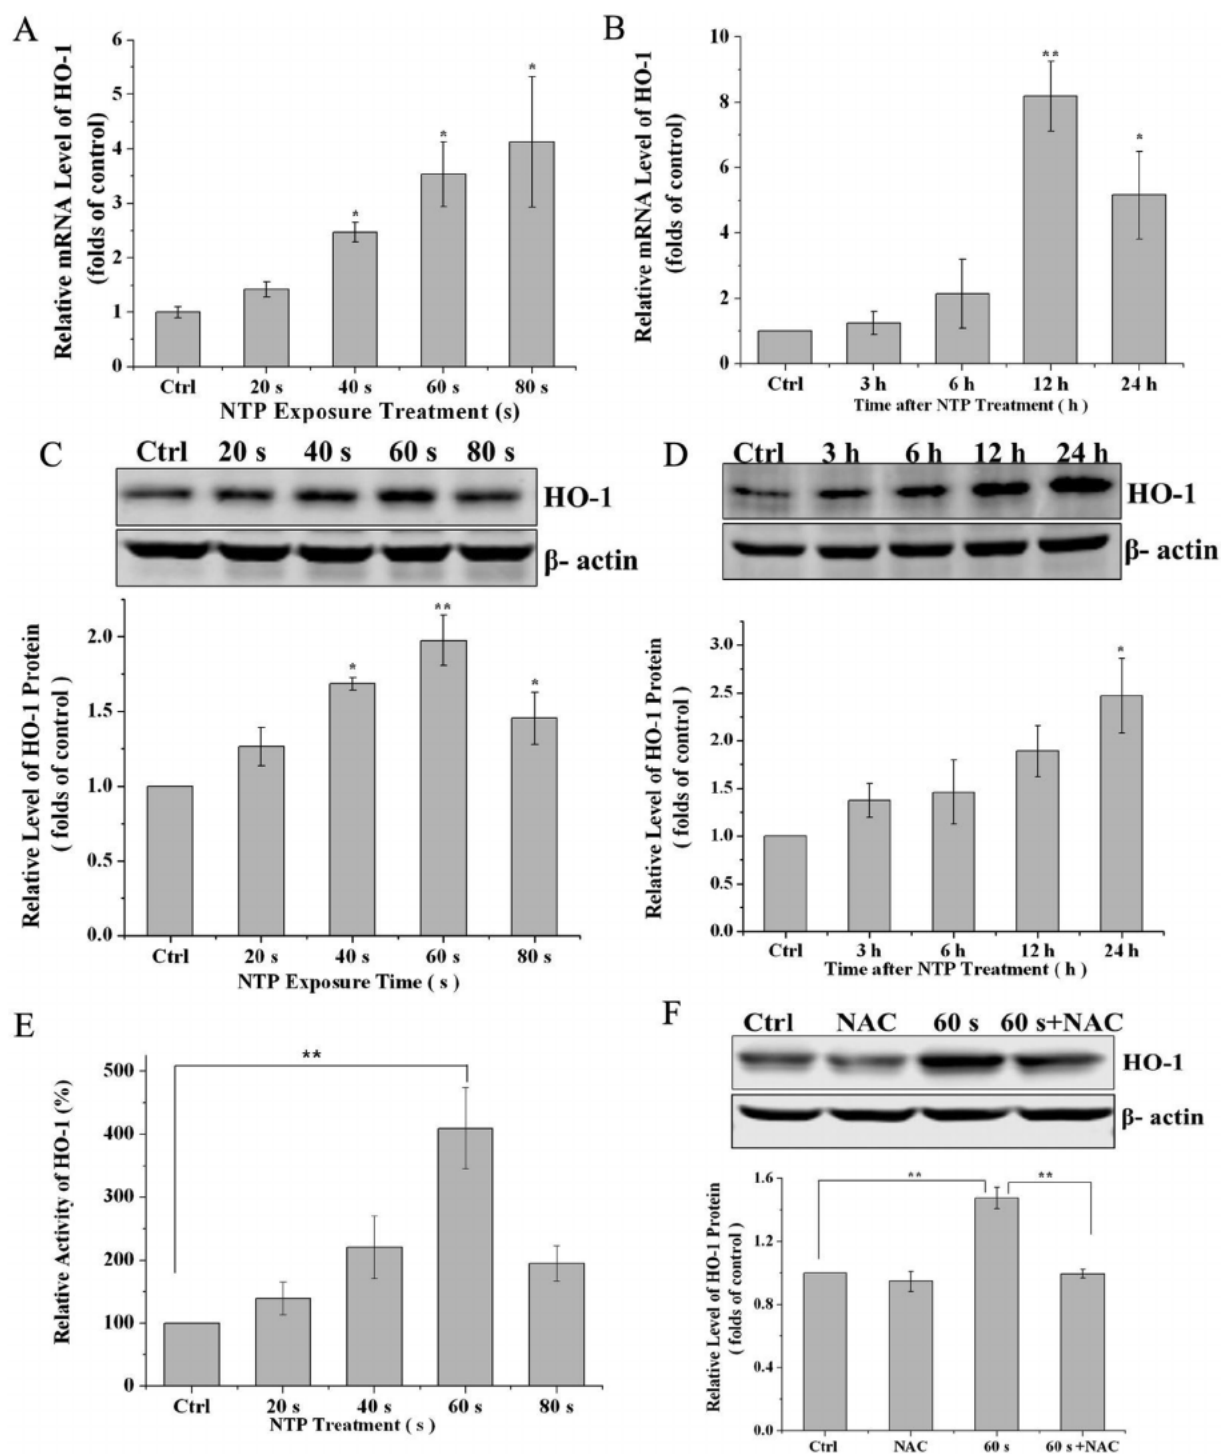 A
Relative mRNA Level of HO-1
(folds of control)
6
5
4
3
2
1
0
*
*
*
Ctrl 20 s 40 s 60 s 80 s
NTP Exposure Treatment (s)
B
Relative mRNA Level of HO-1
(folds of control)
10
8
6
4
2
0
**
*
Ctrl 3 h 6 h 12 h 24 h
Time after NTP Treatment ( h )
C
Ctrl 20 s 40 s 60 s 80 s
HO-1
β- actin
Relative Level of HO-1 Protein
( folds of control )
2.0
1.5
1.0
0.5
0.0
*
**
*
Ctrl 20 s 40 s 60 s 80 s
NTP Exposure Time ( s )
D
Ctrl 3 h 6 h 12 h 24 h
HO-1
β- actin
Relative Level of HO-1 Protein
( folds of control )
3.0
2.5
2.0
1.5
1.0
0.5
0.0
*
Ctrl 3 h 6 h 12 h 24 h
Time after NTP Treatment ( h )
E
Relative Activity of HO-1 (%)
500
400
300
200
100
0
**
Ctrl 20 s 40 s 60 s 80 s
NTP Treatment ( s )
F
Ctrl NAC 60 s 60 s+NAC
HO-1
β- actin
Relative Level of HO-1 Protein
( folds of control )
1.6
1.2
0.8
0.4
0.0
** **
Ctrl NAC 60 s 60 s +NAC